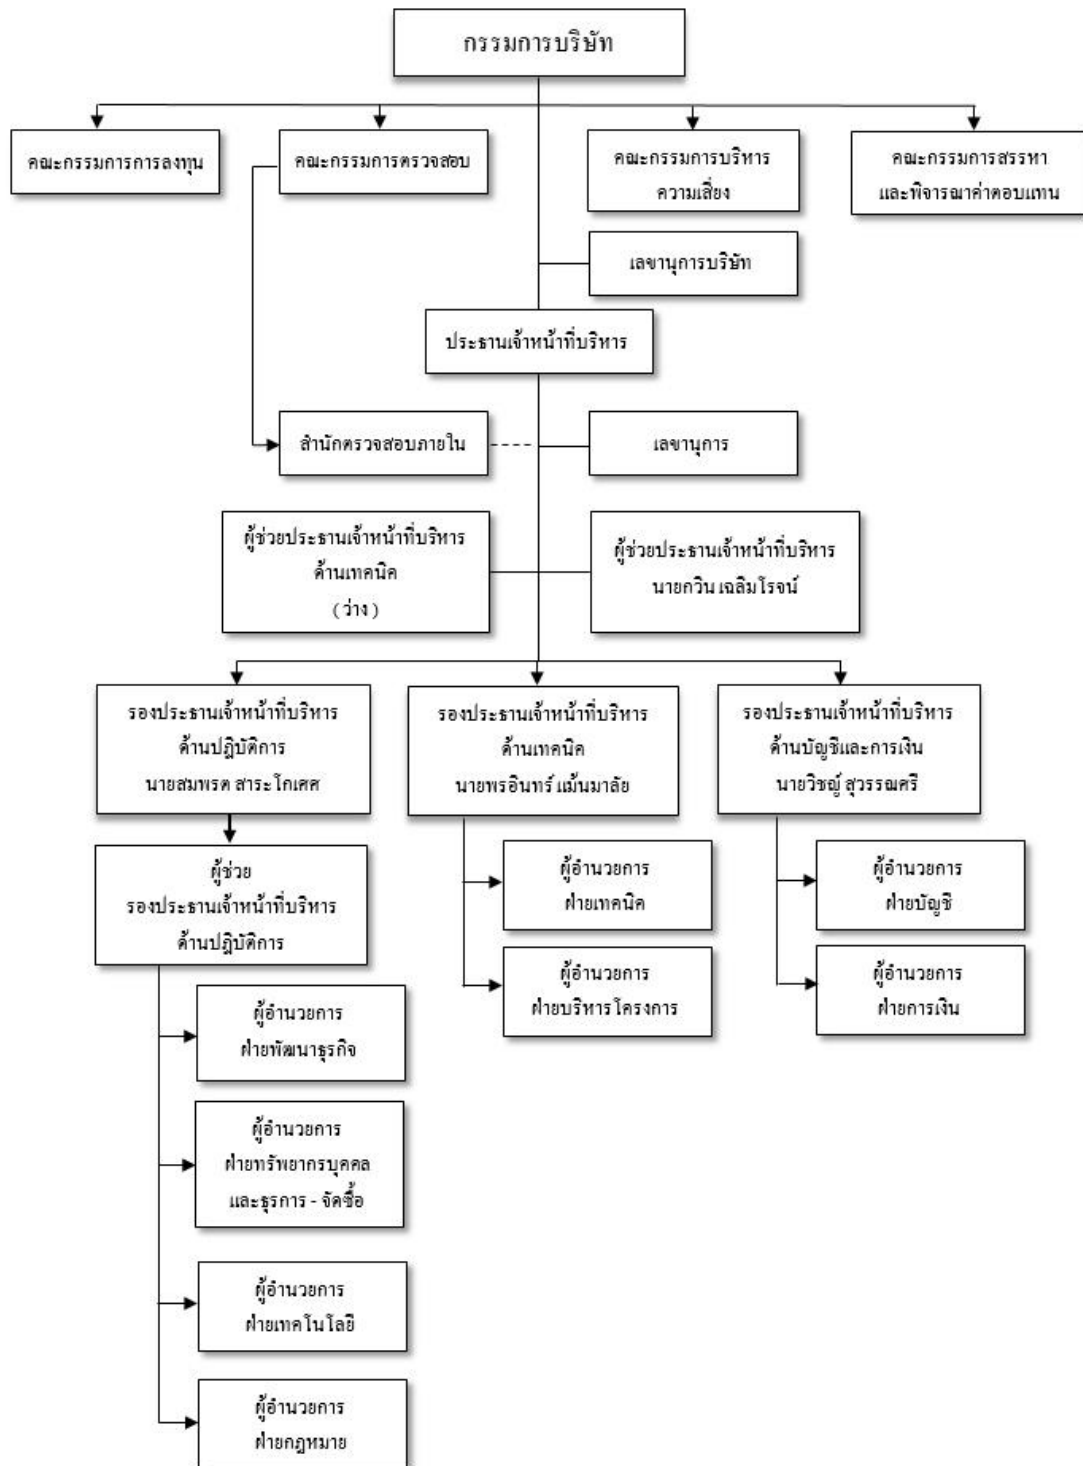 กรรมการบริษัท
คณะกรรมการการลงทุน
คณะกรรมการตรวจสอบ
คณะกรรมการบริหาร
ความเสี่ยง
คณะกรรมการสรรหา
และพิจารณาค่าตอบแทน
เลขานุการบริษัท
ประธานเจ้าหน้าที่บริหาร
สำนักตรวจสอบภายใน
เลขานุการ
ผู้ช่วยประธานเจ้าหน้าที่บริหาร
ด้านเทคนิค
( ว่าง )
ผู้ช่วยประธานเจ้าหน้าที่บริหาร
นายกวิน เฉลิมโรจน์
รองประธานเจ้าหน้าที่บริหาร
ด้านปฏิบัติการ
นายสมพรต สาระโกเศศ
รองประธานเจ้าหน้าที่บริหาร
ด้านเทคนิค
นายพรอินทร์ แม้นมาลัย
รองประธานเจ้าหน้าที่บริหาร
ด้านบัญชีและการเงิน
นายวิชญ์ สุวรรณศรี
ผู้ช่วย
รองประธานเจ้าหน้าที่บริหาร
ด้านปฏิบัติการ
ผู้อำนวยการ
ฝ่ายเทคนิค
ผู้อำนวยการ
ฝ่ายบัญชี
ผู้อำนวยการ
ฝ่ายบริหารโครงการ
ผู้อำนวยการ
ฝ่ายการเงิน
ผู้อำนวยการ
ฝ่ายพัฒนาธุรกิจ
ผู้อำนวยการ
ฝ่ายทรัพยากรบุคคล
และธุรการ - จัดซื้อ
ผู้อำนวยการ
ฝ่ายเทคโนโลยี
ผู้อำนวยการ
ฝ่ายกฎหมาย